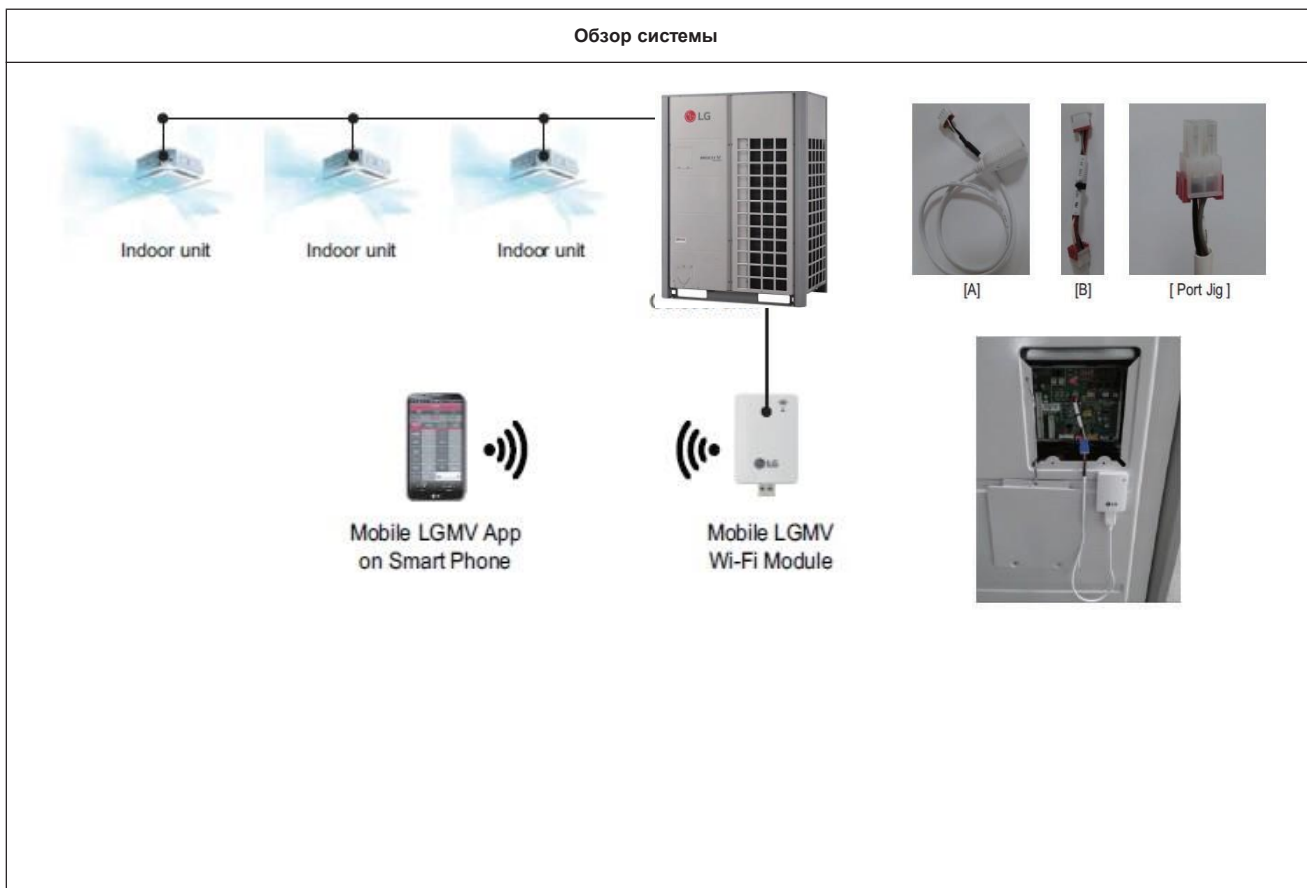 Обзор системы
LG
Indoor unit
Indoor unit
Indoor unit
[A]
[B]
[ Port Jig ]
LG
Mobile LGMV App
on Smart Phone
Mobile LGMV
Wi-Fi Module
LG